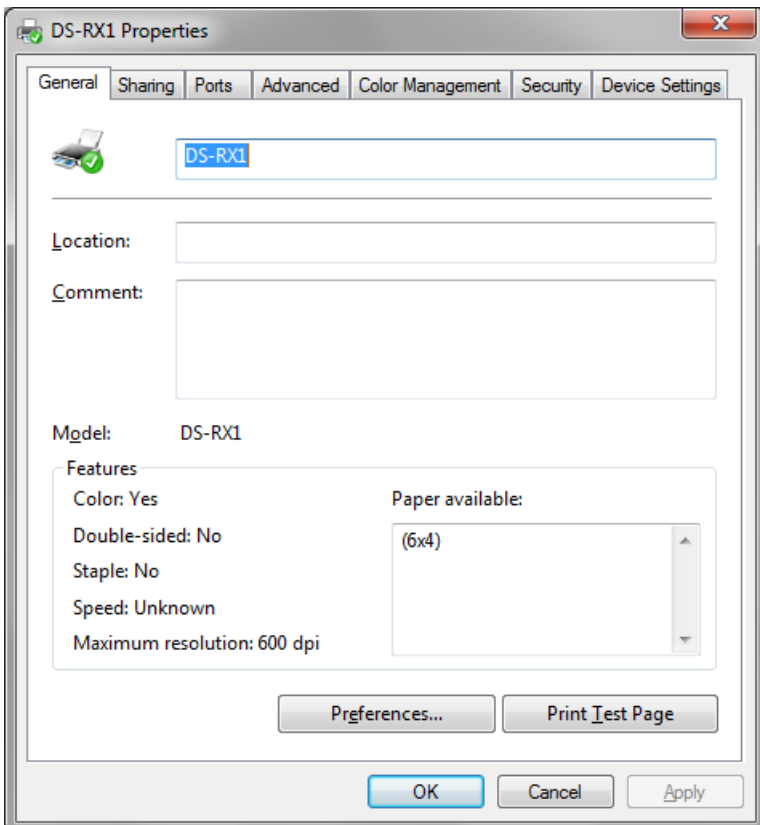 DS-RX1 Properties
General Sharing Ports Advanced Color Management Security Device Settings
DS-RX1
Location:
Comment:
Model: DS-RX1
Features
Color: Yes
Paper available:
Double-sided: No
(6x4)
Staple: No
Speed: Unknown
Maximum resolution: 600 dpi
Preferences... Print Test Page
OK Cancel Apply